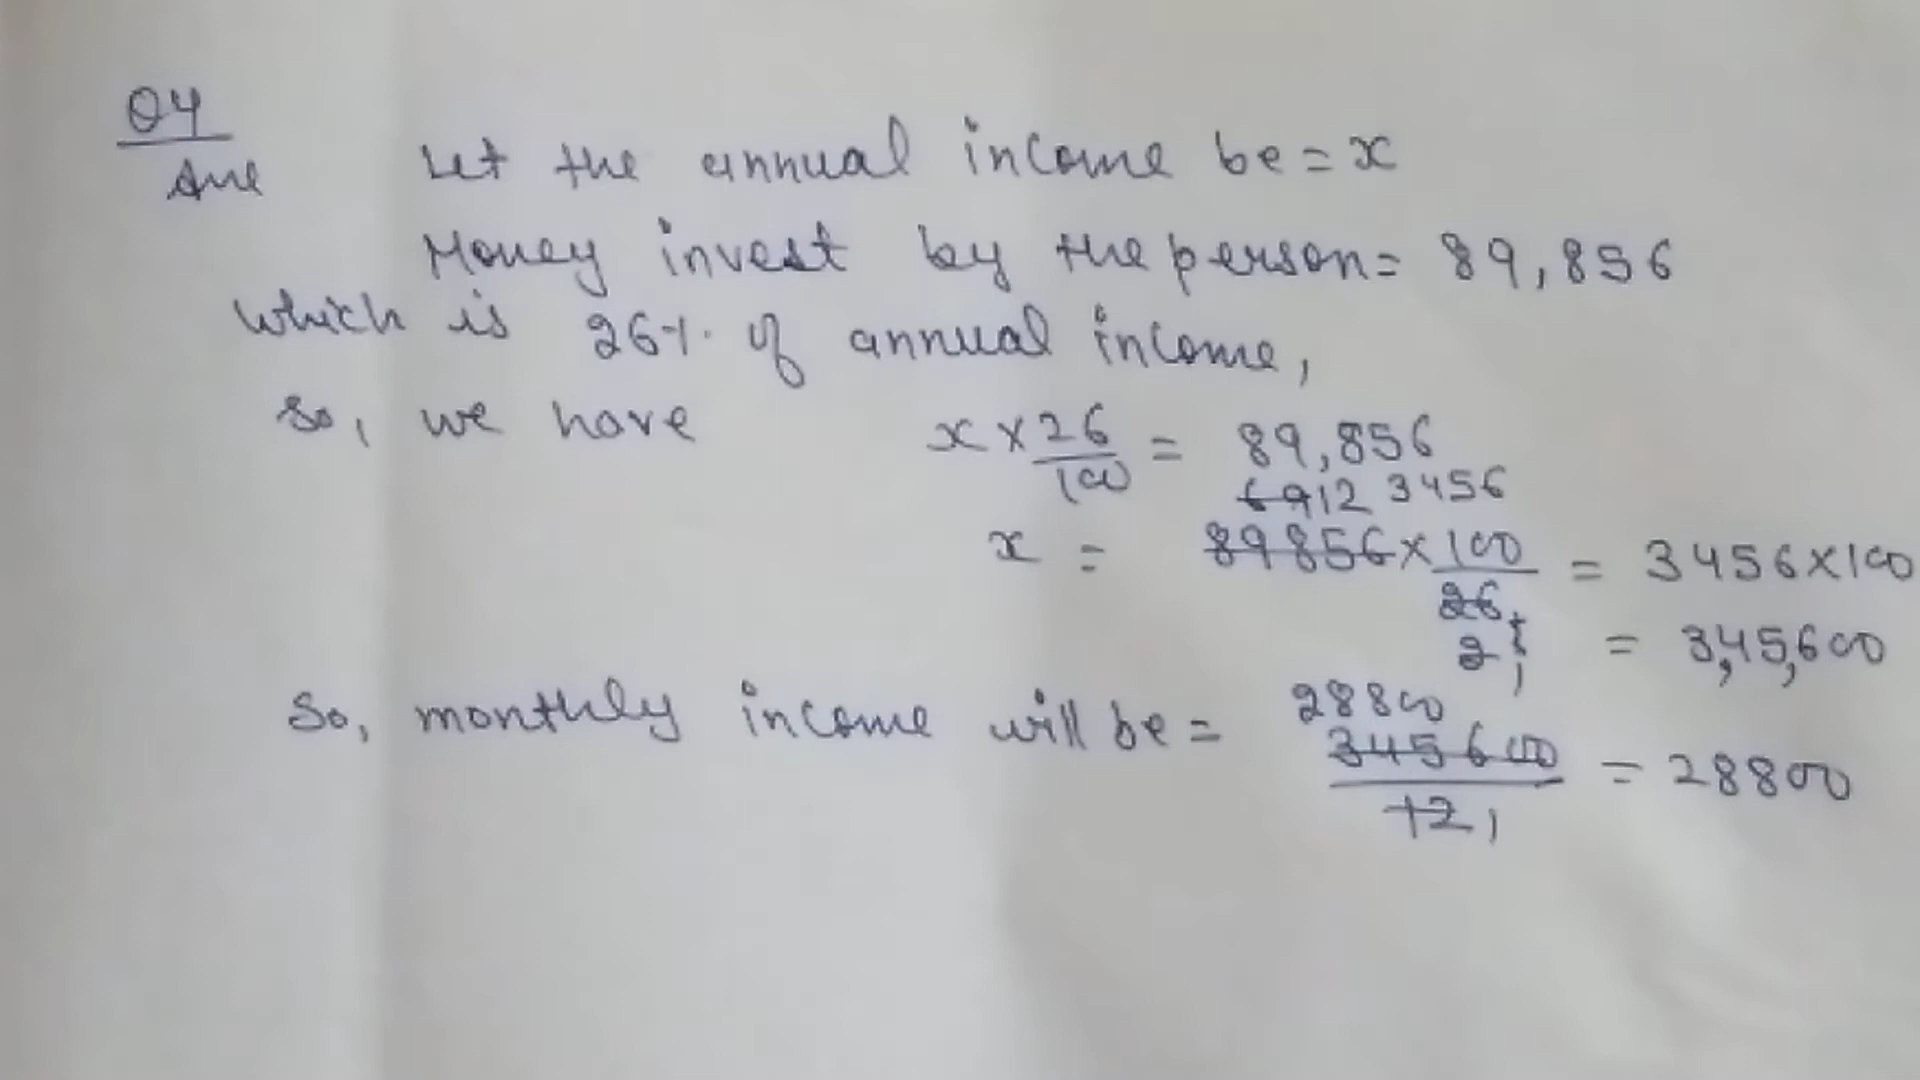 Q4
Ans Let the annual income be = x
Money invest by the person = 89,856
which is 26% of annual income,
so, we have x × 26/100 = 89,856
6912 3456
x = 89856 × 100/26 = 3456×100
2 = 3,45,600
So, monthly income will be = 345600/12 = 28800
28800
1